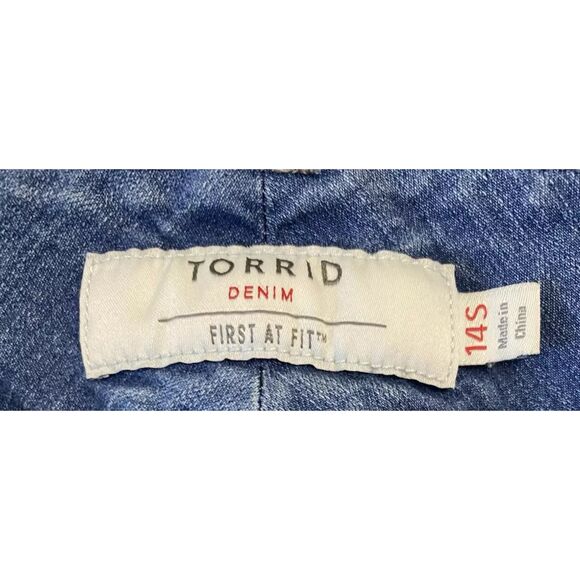 TORRID
DENIM
FIRST AT FIT™
14S
Made in
China